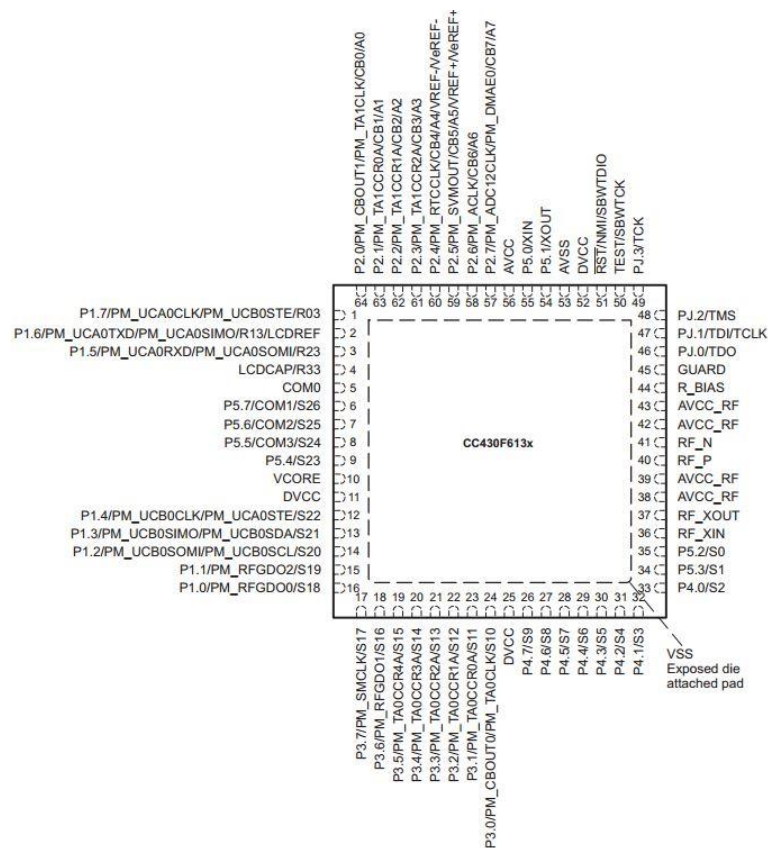 P2.0/PM_CBOUT1/PM_TA1CLK/CB0/A0
P2.1/PM_TA1CCR0A/CB1/A1
P2.2/PM_TA1CCR1A/CB2/A2
P2.3/PM_TA1CCR2A/CB3/A3
P2.4/PM_RTCCLK/CB4/A4/VREF-/VeREF-
P2.5/PM_SVMOUT/CB5/A5/VREF+/VeREF+
P2.6/PM_ACLK/CB6/A6
P2.7/PM_ADC12CLK/PM_DMAE0/CB7/A7
AVCC
P5.0/XIN
P5.1/XOUT
AVSS
DVCC
RST/NMI/SBWTDIO
TEST/SBWTCK
PJ.3/TCK
64 63 62 61 60 59 58 57 56 55 54 53 52 51 50 49
P1.7/PM_UCA0CLK/PM_UCB0STE/R03 1
P1.6/PM_UCA0TXD/PM_UCA0SIMO/R13/LCDREF 2
P1.5/PM_UCA0RXD/PM_UCA0SOMI/R23 3
LCDCAP/R33 4
COM0 5
P5.7/COM1/S26 6
P5.6/COM2/S25 7
P5.5/COM3/S24 8
P5.4/S23 9
VCORE 10
DVCC 11
P1.4/PM_UCB0CLK/PM_UCA0STE/S22 12
P1.3/PM_UCB0SIMO/PM_UCB0SDA/S21 13
P1.2/PM_UCB0SOMI/PM_UCB0SCL/S20 14
P1.1/PM_RFGDO2/S19 15
P1.0/PM_RFGDO0/S18 16
CC430F613x
48 PJ.2/TMS
47 PJ.1/TDI/TCLK
46 PJ.0/TDO
45 GUARD
44 R_BIAS
43 AVCC_RF
42 AVCC_RF
41 RF_N
40 RF_P
39 AVCC_RF
38 AVCC_RF
37 RF_XOUT
36 RF_XIN
35 P5.2/S0
34 P5.3/S1
33 P4.0/S2
17 18 19 20 21 22 23 24 25 26 27 28 29 30 31 32
P3.7/PM_SMCLK/S17
P3.6/PM_RFGDO1/S16
P3.5/PM_TA0CCR4A/S15
P3.4/PM_TA0CCR3A/S14
P3.3/PM_TA0CCR2A/S13
P3.2/PM_TA0CCR1A/S12
P3.1/PM_TA0CCR0A/S11
P3.0/PM_CBOUT0/PM_TA0CLK/S10
DVCC
P4.7/S9
P4.6/S8
P4.5/S7
P4.4/S6
P4.3/S5
P4.2/S4
P4.1/S3
VSS
Exposed die
attached pad